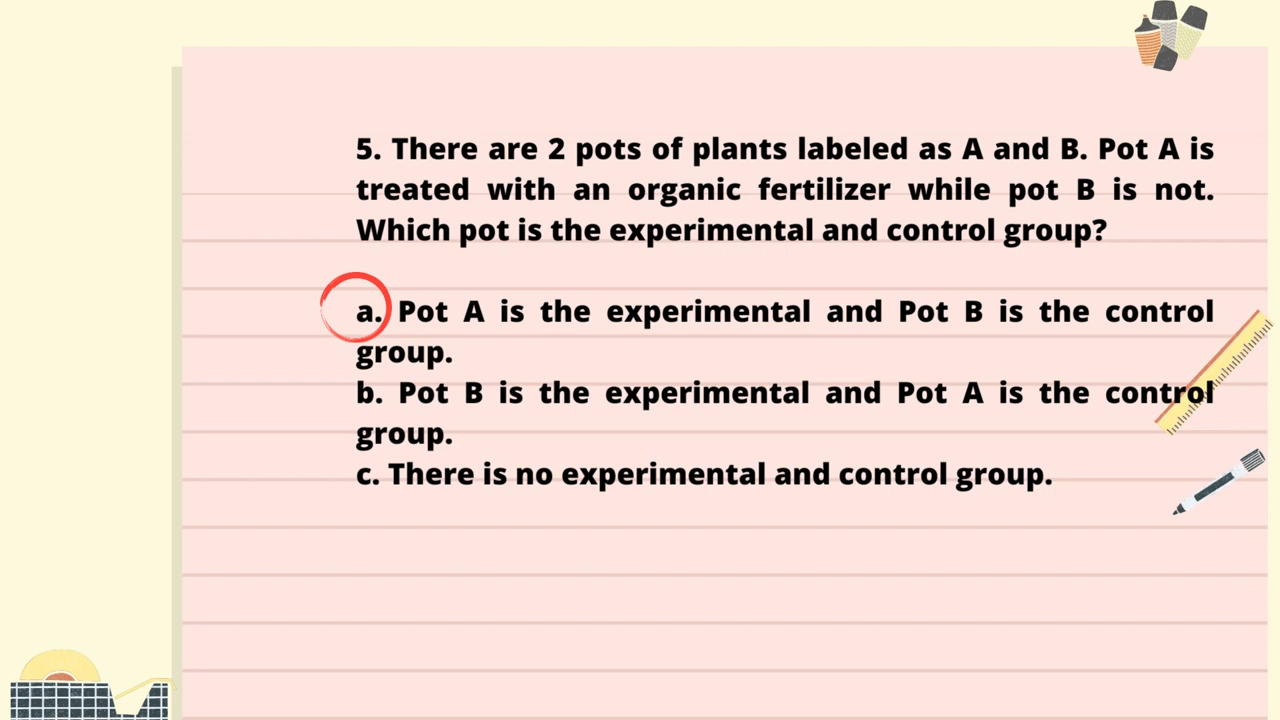 5. There are 2 pots of plants labeled as A and B. Pot A is
treated with an organic fertilizer while pot B is not.
Which pot is the experimental and control group?
a. Pot A is the experimental and Pot B is the control
group.
b. Pot B is the experimental and Pot A is the control
group.
c. There is no experimental and control group.